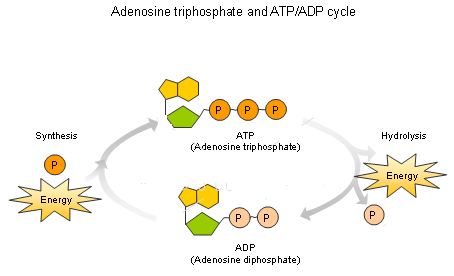 Adenosine triphosphate and ATP/ADP cycle
P P P
Synthesis
ATP
Hydrolysis
(Adenosine triphosphate)
P
Energy
Energy
P P
P
ADP
(Adenosine diphosphate)